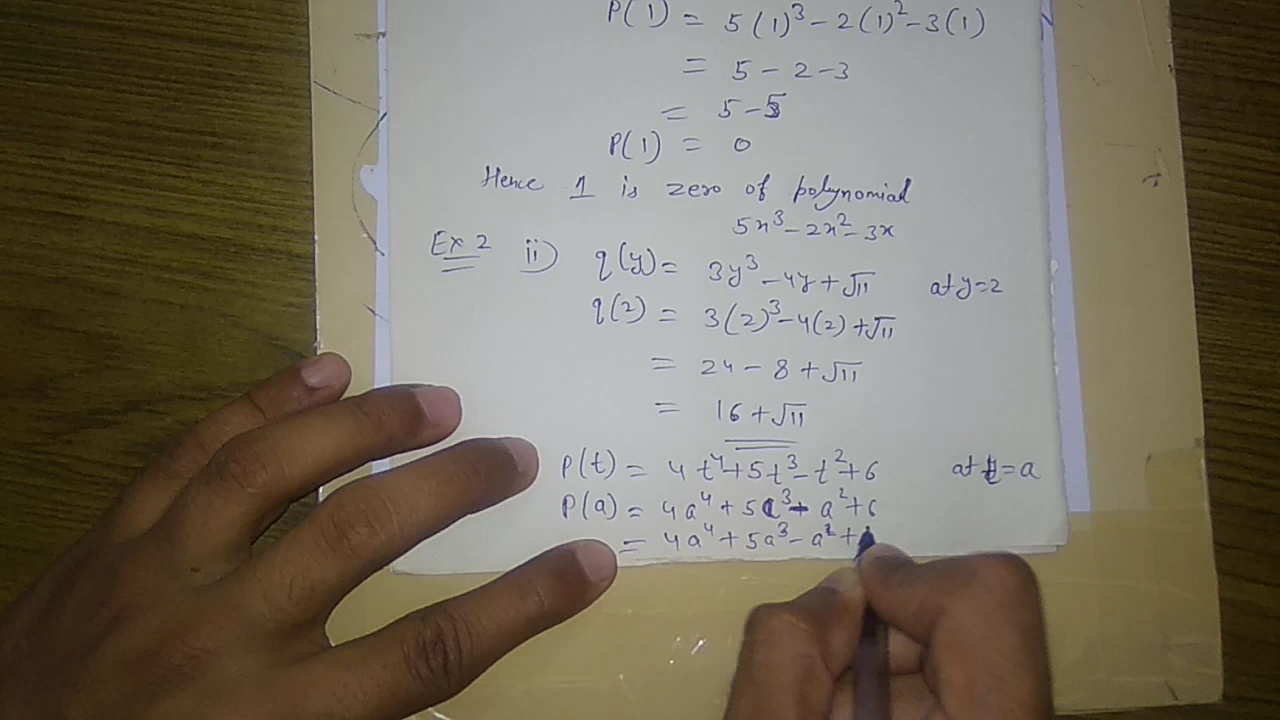 P(1) = 5(1)³ - 2(1)² - 3(1)
= 5 - 2 - 3
= 5 - 5
P(1) = 0
Hence 1 is zero of polynomial
5x³ - 2x² - 3x
Ex 2 ii) q(y) = 3y³ - 4y + √11 at y=2
q(2) = 3(2)³ - 4(2) + √11
= 24 - 8 + √11
= 16 + √11
P(t) = 4t⁴ + 5t³ - t² + 6 at t = a
P(a) = 4a⁴ + 5a³ - a² + 6
= 4a⁴ + 5a³ - a² +